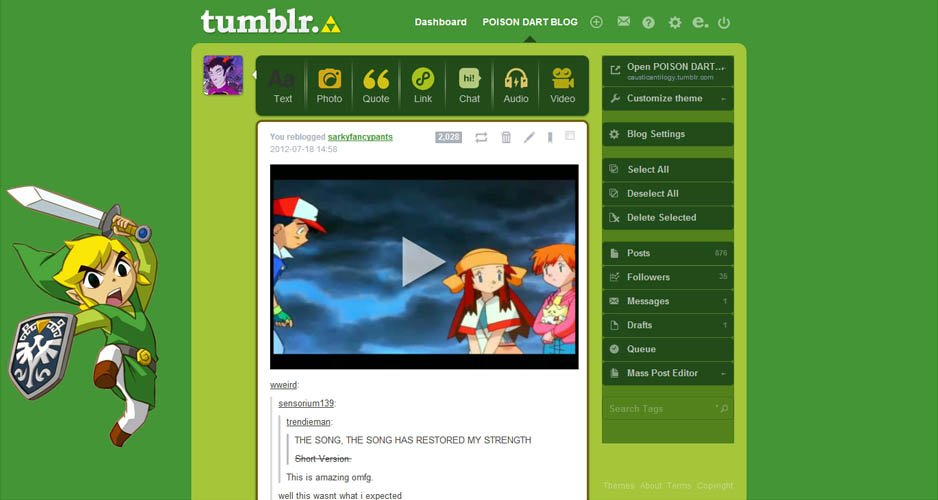 tumblr.
Dashboard POISON DART BLOG ? e.
Aa
hi!
Text Photo Quote Link Chat Audio Video
You reblogged sarkyfancypants 2,028
2012-07-18 14:58
wweird:
sensorium139:
trendieman:
THE SONG, THE SONG HAS RESTORED MY STRENGTH
Short Version.
This is amazing omfg.
well this wasnt what i expected
Open POISON DART...
causticantilogy.tumblr.com
Customize theme
Blog Settings
Select All
Deselect All
Delete Selected
Posts 876
Followers 35
Messages 1
Drafts 1
Queue
Mass Post Editor
Search Tags
Themes About Terms Copyright